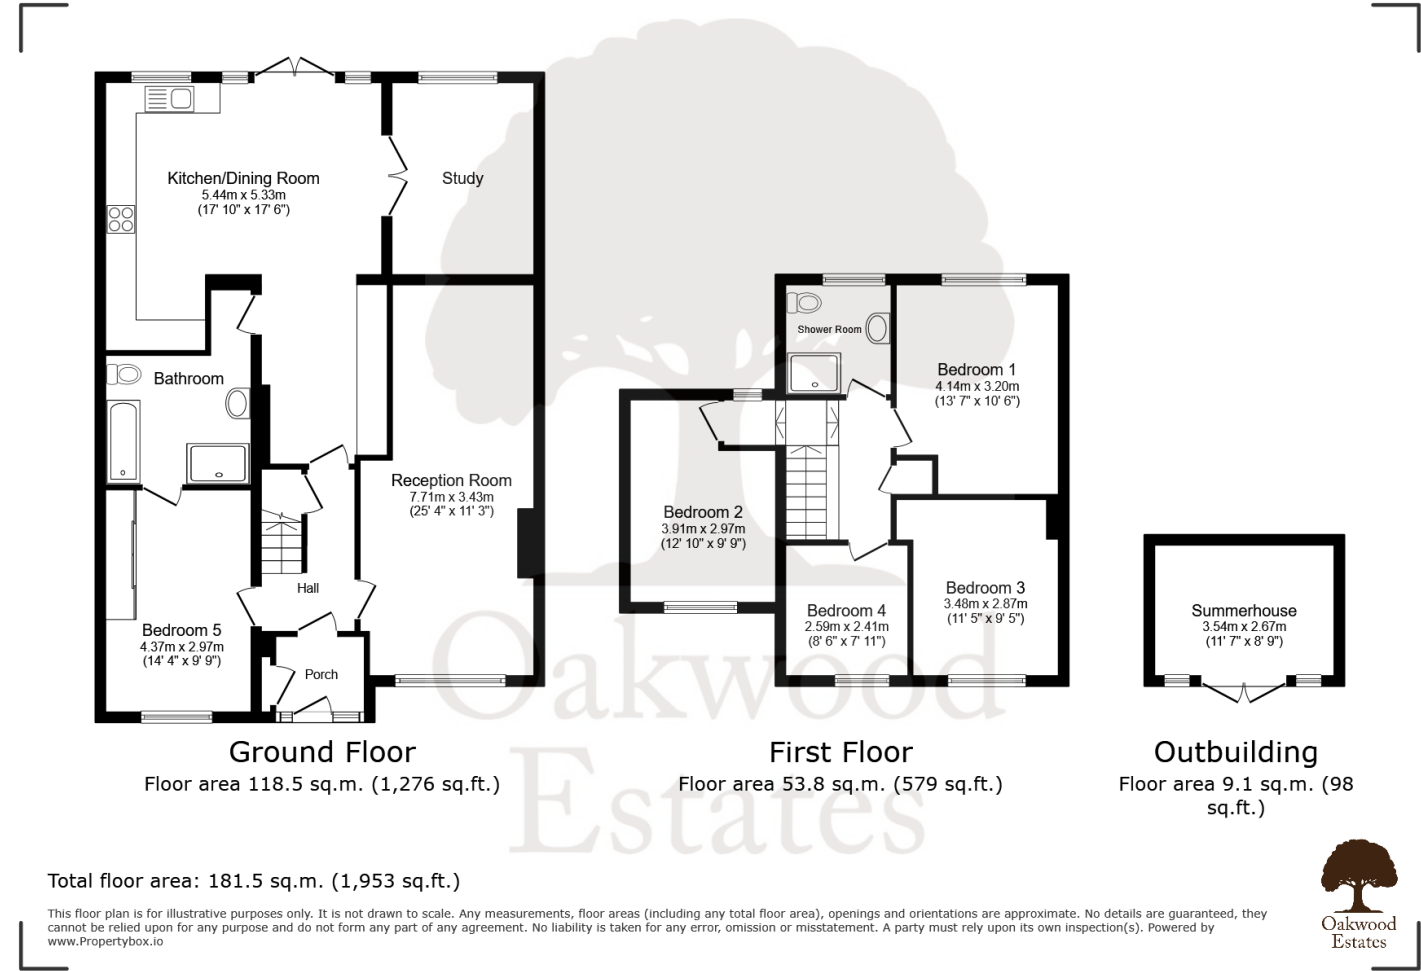 Kitchen/Dining Room
5.44m x 5.33m
(17' 10" x 17' 6")
Study
Bathroom
Reception Room
7.71m x 3.43m
(25' 4" x 11' 3")
Hall
Bedroom 5
4.37m x 2.97m
(14' 4" x 9' 9")
Porch
Shower Room
Bedroom 1
4.14m x 3.20m
(13' 7" x 10' 6")
Bedroom 2
3.91m x 2.97m
(12' 10" x 9' 9")
Bedroom 3
3.48m x 2.87m
(11' 5" x 9' 5")
Bedroom 4
2.59m x 2.41m
(8' 6" x 7' 11")
Summerhouse
3.54m x 2.67m
(11' 7" x 8' 9")
Oakwood
Estates
Ground Floor
Floor area 118.5 sq.m. (1,276 sq.ft.)
First Floor
Floor area 53.8 sq.m. (579 sq.ft.)
Outbuilding
Floor area 9.1 sq.m. (98
sq.ft.)
Total floor area: 181.5 sq.m. (1,953 sq.ft.)
This floor plan is for illustrative purposes only. It is not drawn to scale. Any measurements, floor areas (including any total floor area), openings and orientations are approximate. No details are guaranteed, they
cannot be relied upon for any purpose and do not form any part of any agreement. No liability is taken for any error, omission or misstatement. A party must rely upon its own inspection(s). Powered by
www.Propertybox.io
Oakwood
Estates